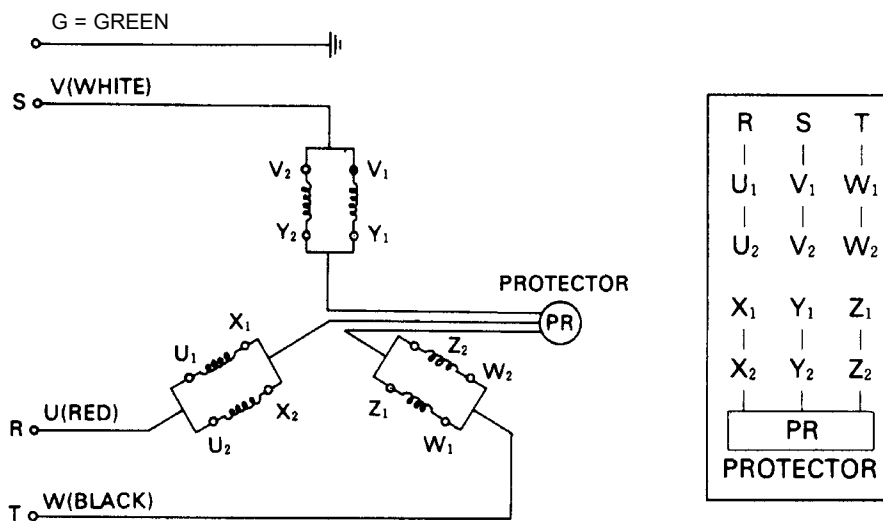 G = GREEN
V(WHITE)
S
V₂ V₁
Y₂ Y₁
PROTECTOR
PR
X₁
U₁
Z₂
W₂
X₂
Z₁
U₂
W₁
U(RED)
R
W(BLACK)
T
R S T
U₁ V₁ W₁
U₂ V₂ W₂
X₁ Y₁ Z₁
X₂ Y₂ Z₂
PR
PROTECTOR